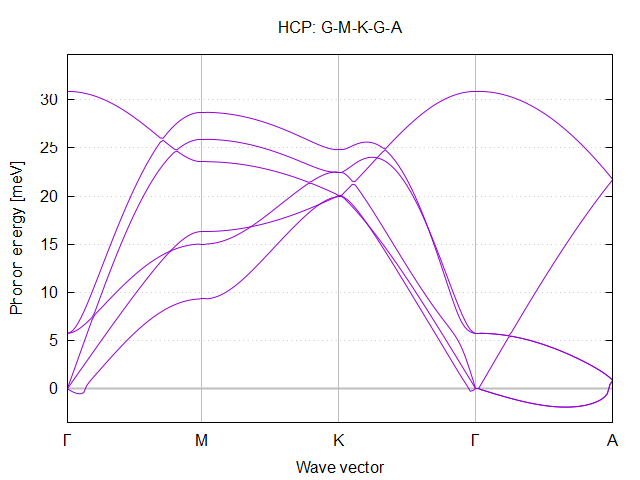 HCP: G-M-K-G-A
Phonon energy [meV]
30
25
20
15
10
5
0
Γ M K Γ A
Wave vector